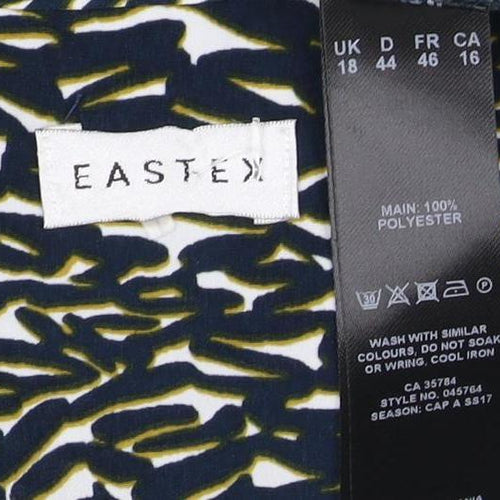 EASTEX
UK D FR CA
18 44 46 16
MAIN: 100%
POLYESTER
30 P
WASH WITH SIMILAR
COLOURS, DO NOT SOAK
OR WRING, COOL IRON
CA 35784
STYLE NO. 045764
SEASON: CAP A SS17